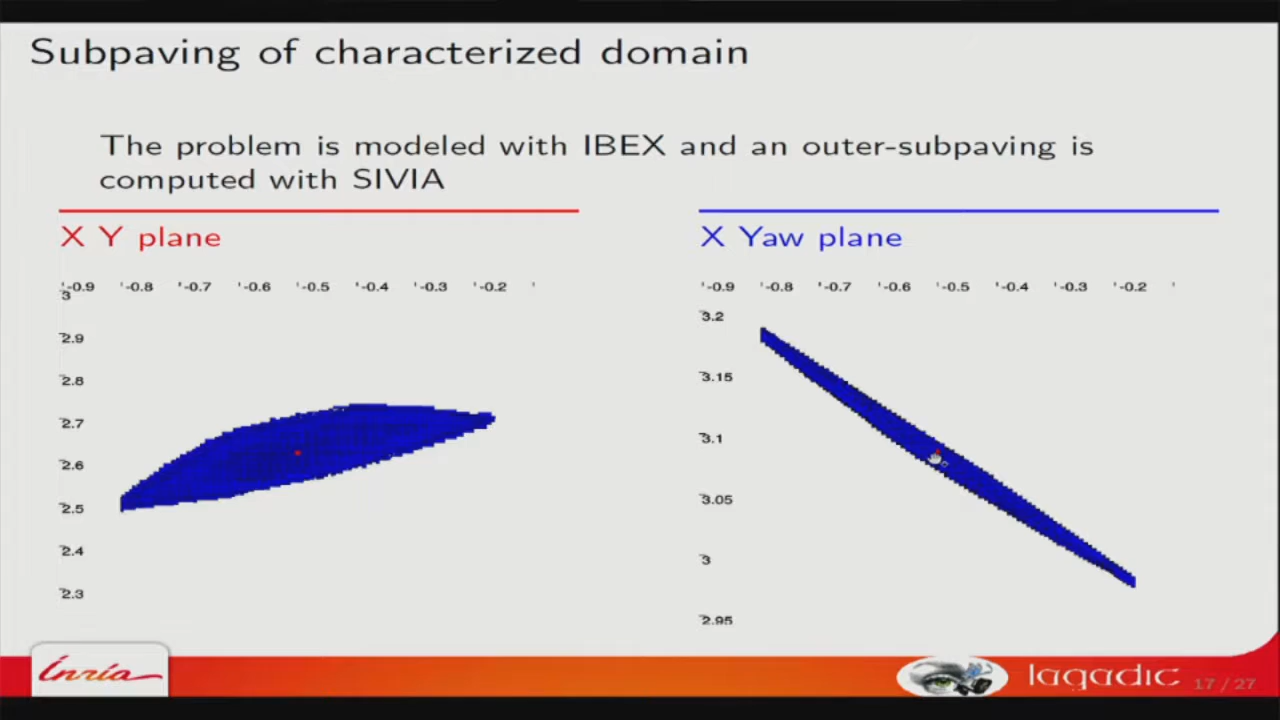 Subpaving of characterized domain
The problem is modeled with IBEX and an outer-subpaving is
computed with SIVIA
X Y plane
-0.9 -0.8 -0.7 -0.6 -0.5 -0.4 -0.3 -0.2
3
2.9
2.8
2.7
2.6
2.5
2.4
2.3
X Yaw plane
-0.9 -0.8 -0.7 -0.6 -0.5 -0.4 -0.3 -0.2
3.2
3.15
3.1
3.05
3
2.95
Inria
lagadic
17 / 27